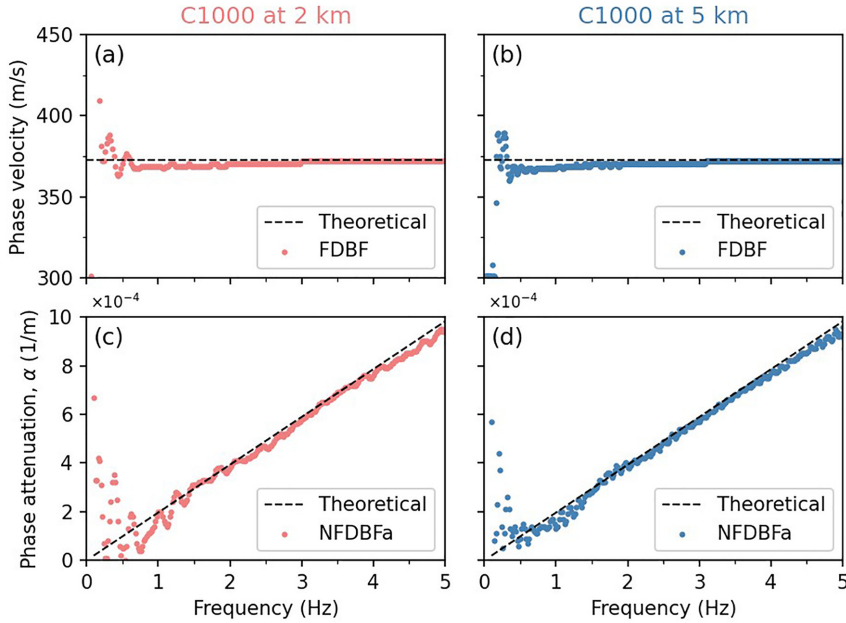 C1000 at 2 km
C1000 at 5 km
(a)
450
400
350
300
Phase velocity (m/s)
Theoretical
FDBF
(b)
Theoretical
FDBF
×10⁻⁴
(c)
10
8
6
4
2
0
Phase attenuation, α (1/m)
Theoretical
NFDBFa
0 1 2 3 4 5
Frequency (Hz)
×10⁻⁴
(d)
Theoretical
NFDBFa
0 1 2 3 4 5
Frequency (Hz)